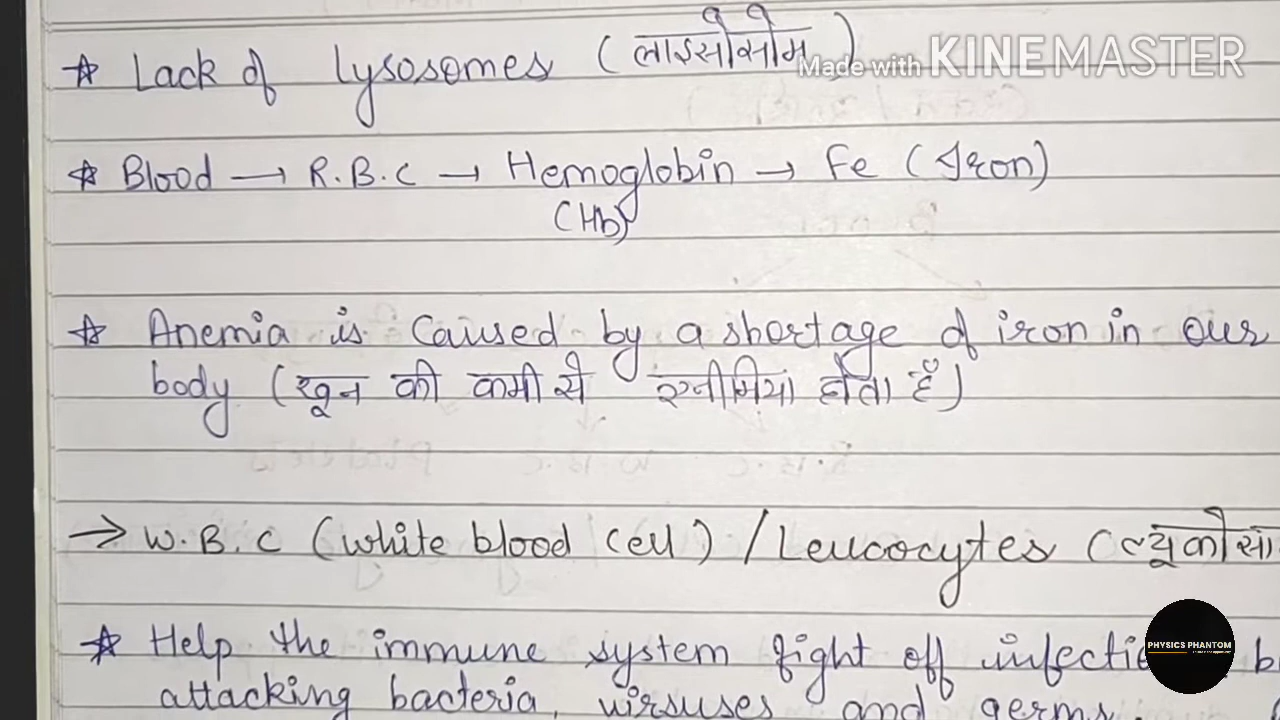 ☆ Lack of lysosomes (लाइसोसोम)
Made with KINEMASTER
☆ Blood → R.B.C → Hemoglobin → Fe (Iron)
(Hb)
☆ Anemia is caused by a shortage of iron in our
body (खून की कमी से एनीमिया होता है)
→ W.B.C (white blood cell) / Leucocytes (ल्यूकोसा
☆ Help the immune system fight off infectio b
PHYSICS PHANTOM
attacking bacteria, virsuses and germs.